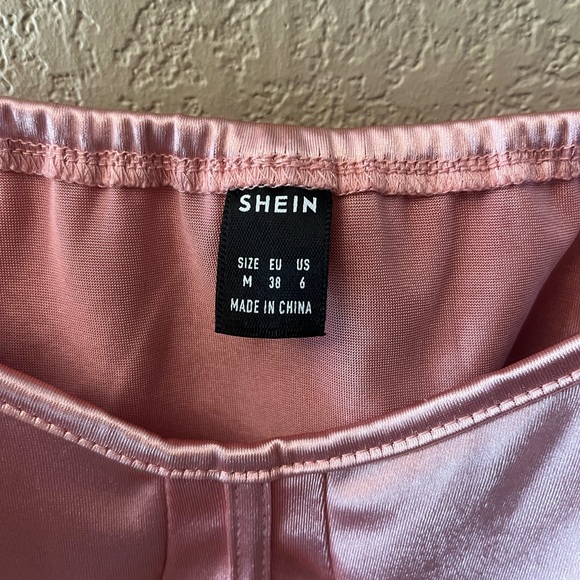 SHEIN
SIZE EU US
M 38 6
MADE IN CHINA